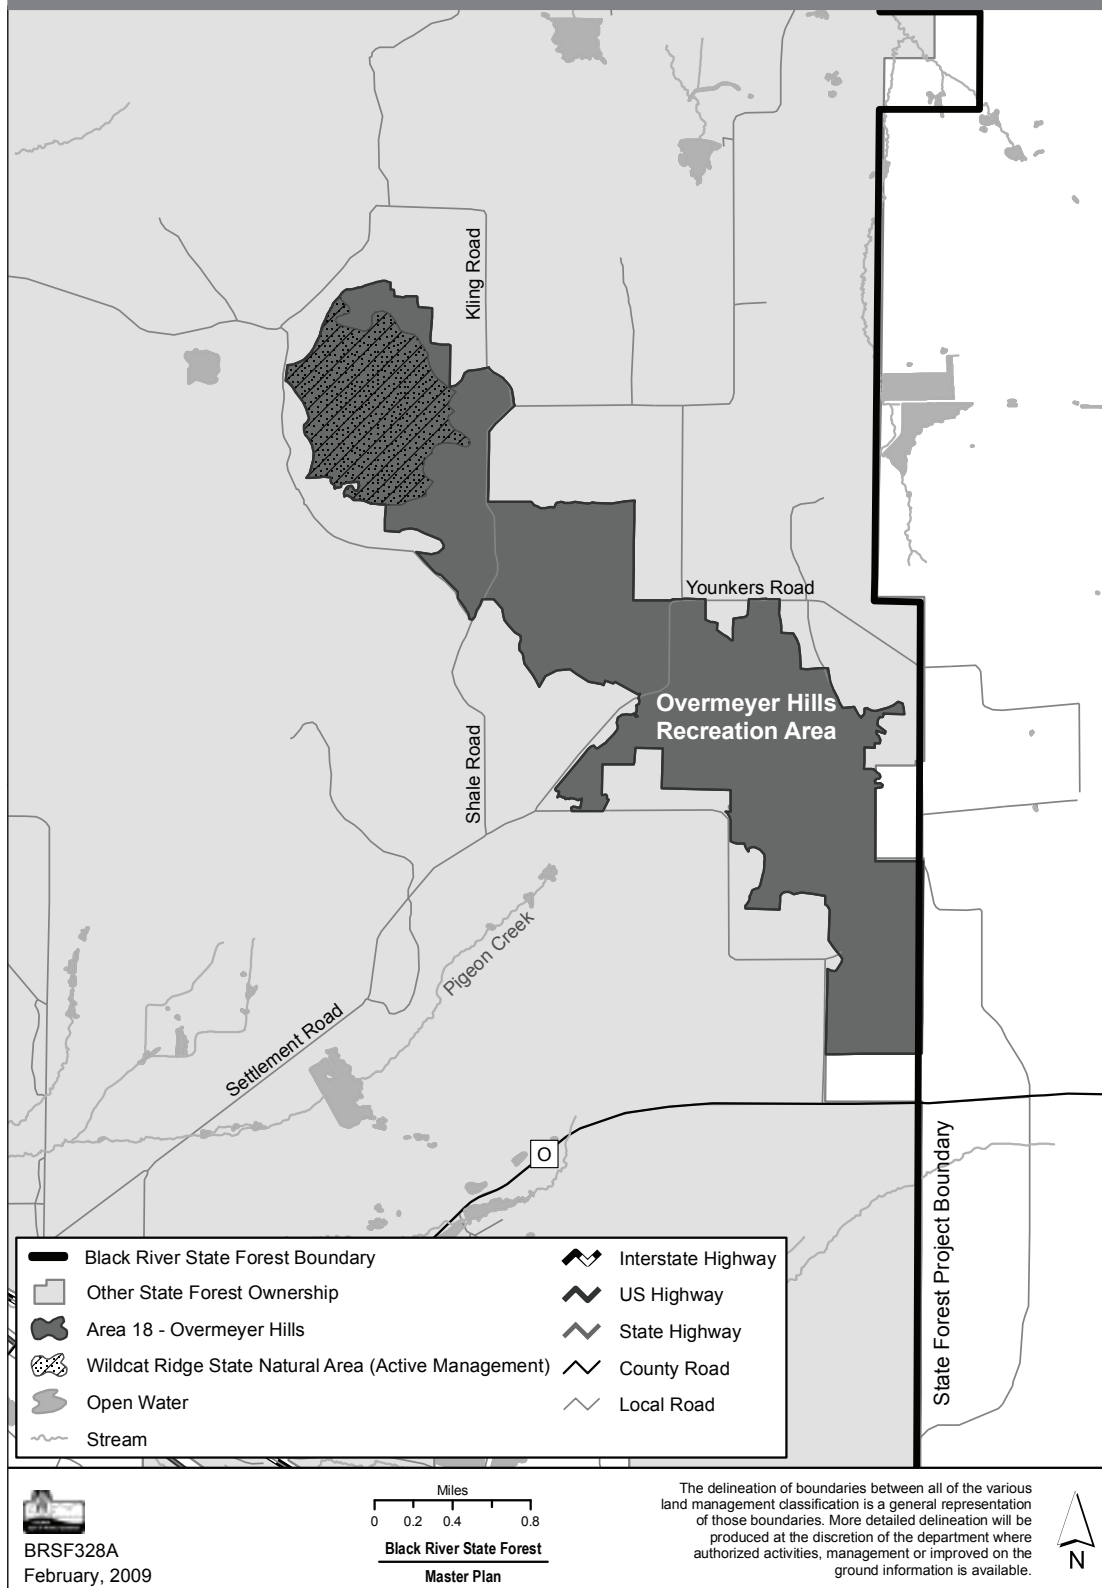 Kling Road
Younkers Road
Overmeyer Hills
Recreation Area
Shale Road
Pigeon Creek
Settlement Road
O
State Forest Project Boundary
Black River State Forest Boundary
Other State Forest Ownership
Area 18 - Overmeyer Hills
Wildcat Ridge State Natural Area (Active Management)
Open Water
Stream
Interstate Highway
US Highway
State Highway
County Road
Local Road
BRSF328A
February, 2009
Miles
0 0.2 0.4 0.8
Black River State Forest
Master Plan
The delineation of boundaries between all of the various
land management classification is a general representation
of those boundaries. More detailed delineation will be
produced at the discretion of the department where
authorized activities, management or improved on the
ground information is available.
N